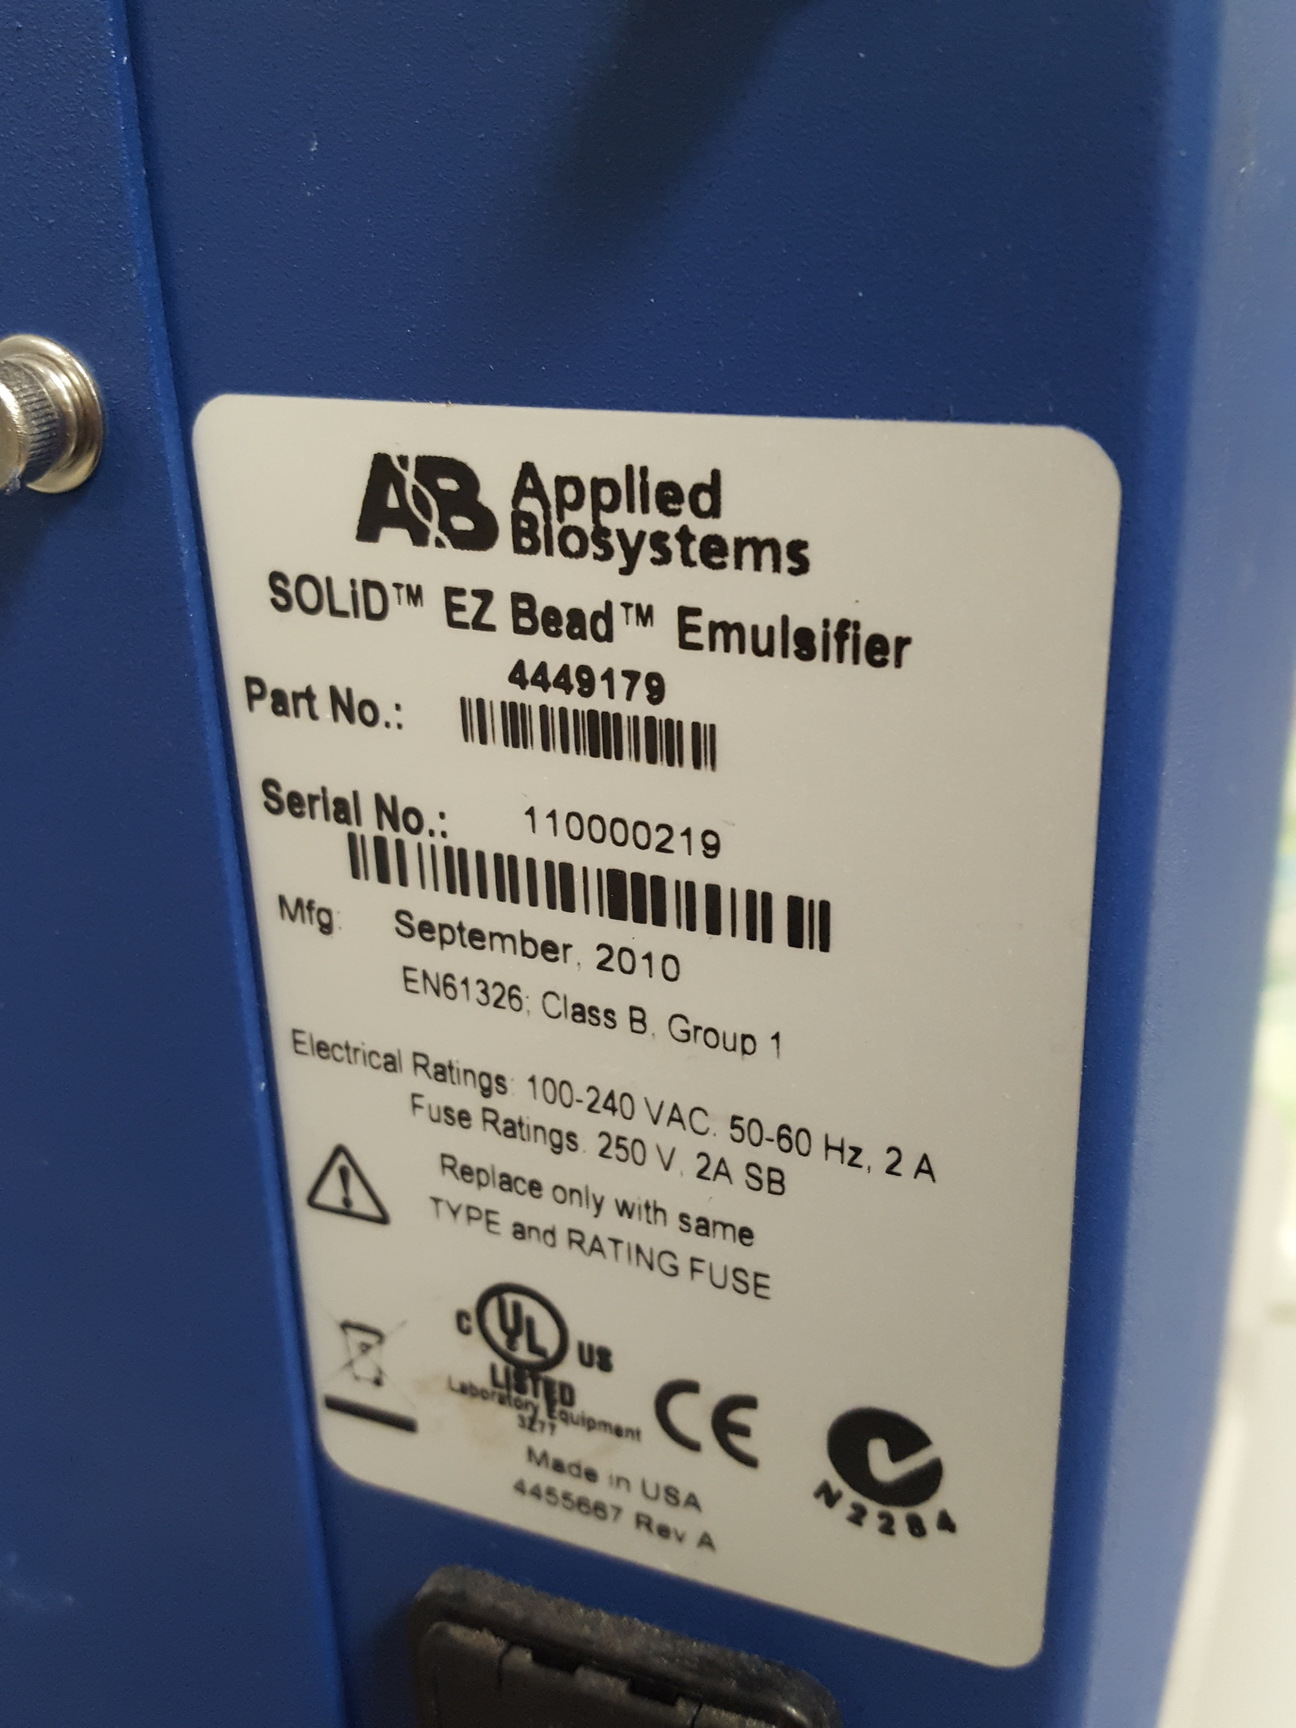 AB Applied
Biosystems
SOLiD™ EZ Bead™ Emulsifier
4449179
Part No.:
Serial No.: 110000219
Mfg: September, 2010
EN61326; Class B, Group 1
Electrical Ratings: 100-240 VAC. 50-60 Hz, 2 A
Fuse Ratings. 250 V, 2A SB
Replace only with same
TYPE and RATING FUSE
C UL US
LISTED
Laboratory Equipment
3Z77
CE
Made in USA
4455667 Rev A
N2284